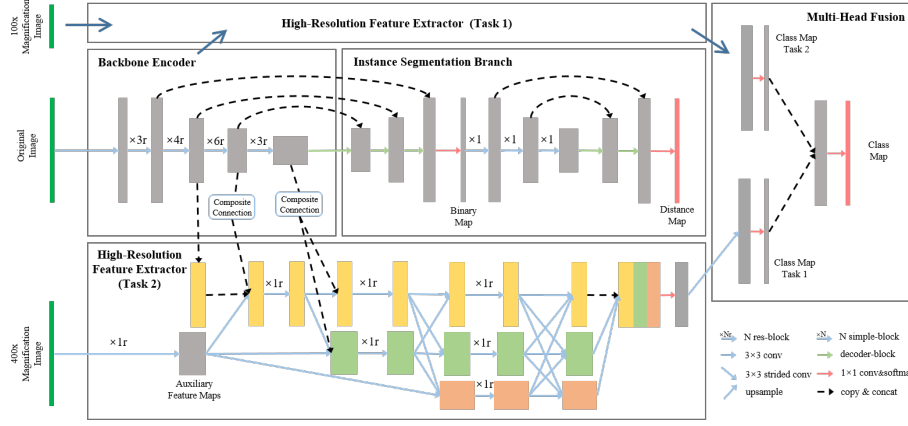 100x
Magnification
Image
High-Resolution Feature Extractor (Task 1)
Multi-Head Fusion
Class Map
Task 2
Backbone Encoder
Instance Segmentation Branch
Original
Image
×3r
×4r
×6r
×3r
×1
×1
×1
Composite
Connection
Composite
Connection
Binary
Map
Distance
Map
Class
Map
Class Map
Task 1
High-Resolution
Feature Extractor
(Task 2)
400x
Magnification
Image
×1r
×1r
×1r
×1r
×1r
×1r
×1r
×1r
Auxiliary
Feature Maps
×Nr
N res-block
×N
N simple-block
3×3 conv
decoder-block
3×3 strided conv
1×1 conv&softma
upsample
copy & concat